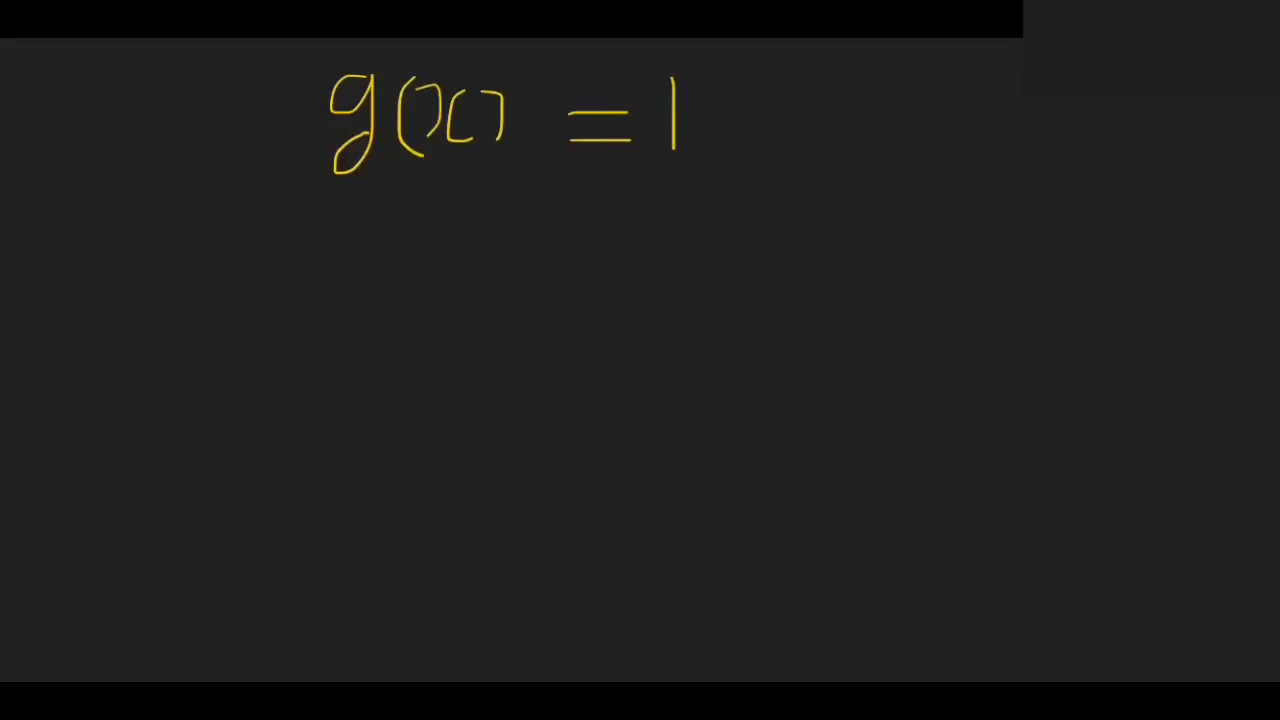 g(x) = 1